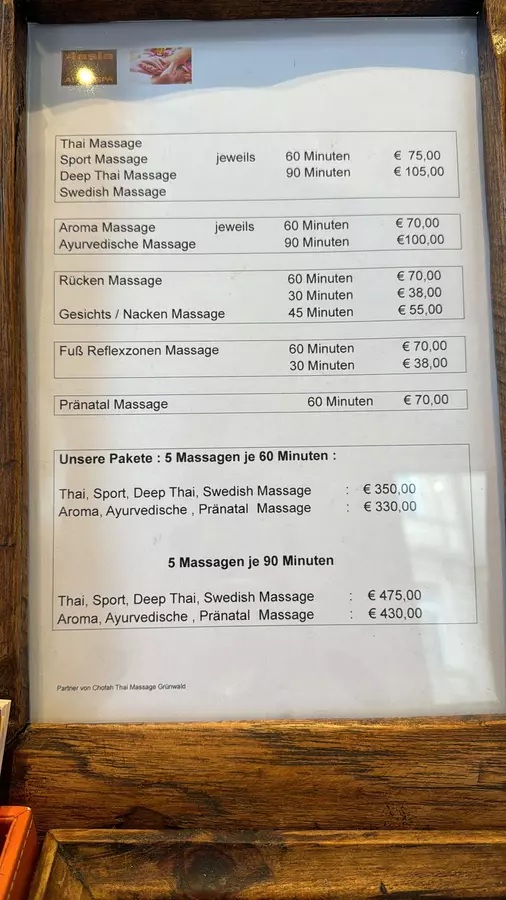 Thai Massage
Sport Massage jeweils 60 Minuten € 75,00
Deep Thai Massage 90 Minuten € 105,00
Swedish Massage
Aroma Massage jeweils 60 Minuten € 70,00
Ayurvedische Massage 90 Minuten €100,00
Rücken Massage 60 Minuten € 70,00
30 Minuten € 38,00
Gesichts / Nacken Massage 45 Minuten € 55,00
Fuß Reflexzonen Massage 60 Minuten € 70,00
30 Minuten € 38,00
Pränatal Massage 60 Minuten € 70,00
Unsere Pakete : 5 Massagen je 60 Minuten :
Thai, Sport, Deep Thai, Swedish Massage : € 350,00
Aroma, Ayurvedische , Pränatal Massage : € 330,00
5 Massagen je 90 Minuten
Thai, Sport, Deep Thai, Swedish Massage : € 475,00
Aroma, Ayurvedische , Pränatal Massage : € 430,00
Partner von Chofah Thai Massage Grünwald